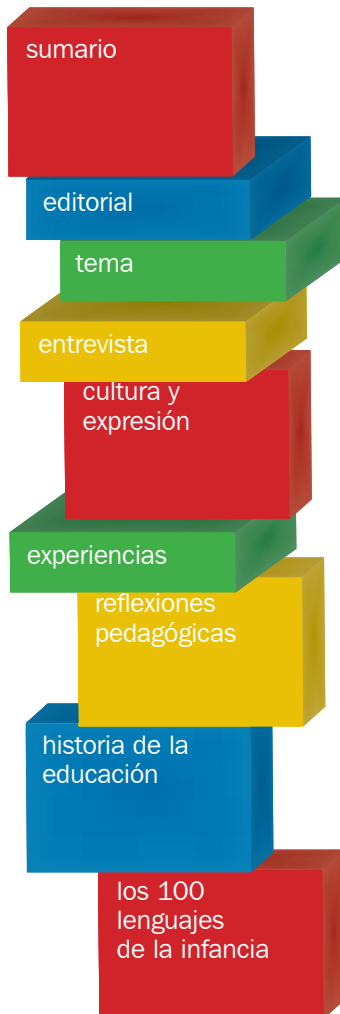 sumario
editorial
tema
entrevista
cultura y
expresión
experiencias
reflexiones
pedagógicas
historia de la
educación
los 100
lenguajes
de la infancia